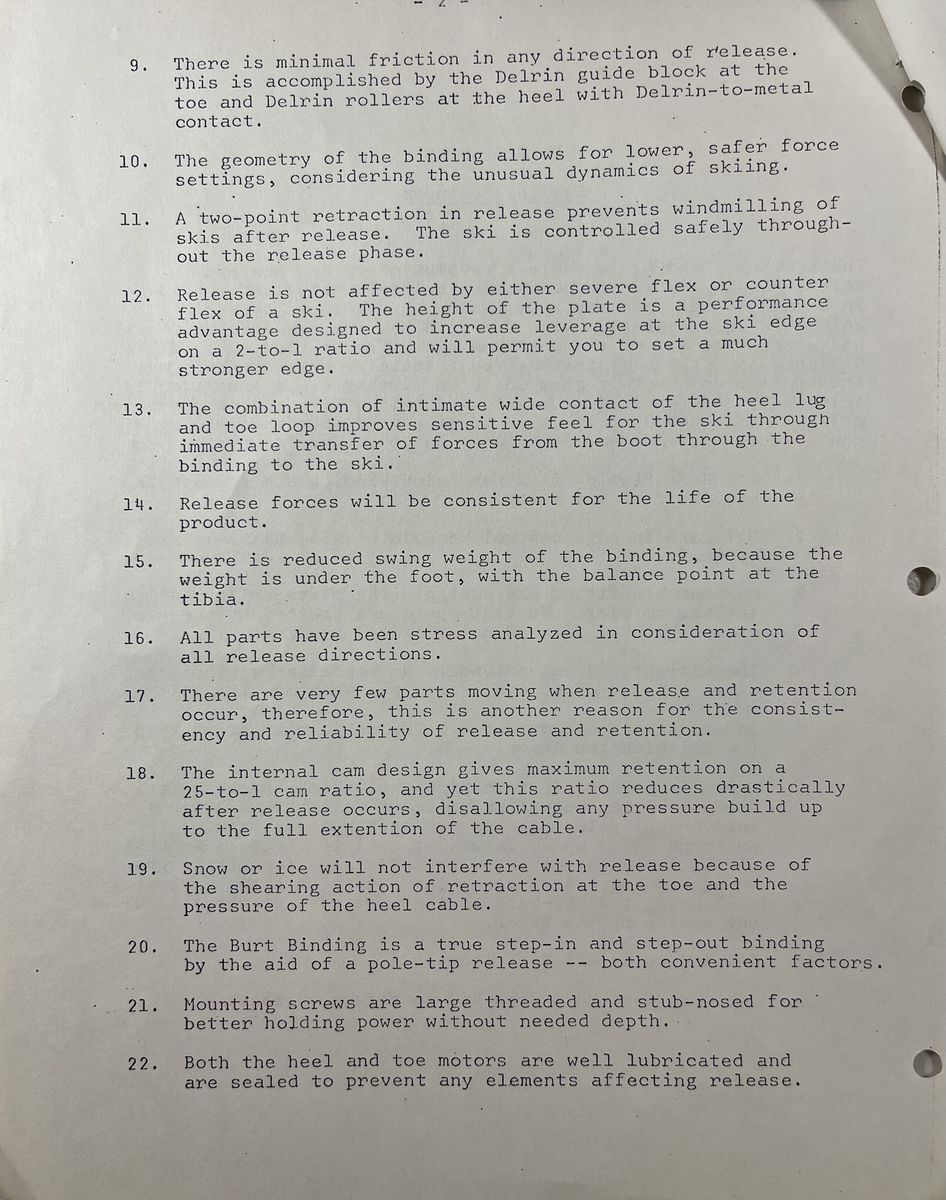 - 2 -
9. There is minimal friction in any direction of release.
This is accomplished by the Delrin guide block at the
toe and Delrin rollers at the heel with Delrin-to-metal
contact.
10. The geometry of the binding allows for lower, safer force
settings, considering the unusual dynamics of skiing.
11. A two-point retraction in release prevents windmilling of
skis after release. The ski is controlled safely through-
out the release phase.
12. Release is not affected by either severe flex or counter
flex of a ski. The height of the plate is a performance
advantage designed to increase leverage at the ski edge
on a 2-to-1 ratio and will permit you to set a much
stronger edge.
13. The combination of intimate wide contact of the heel lug
and toe loop improves sensitive feel for the ski through
immediate transfer of forces from the boot through the
binding to the ski.
14. Release forces will be consistent for the life of the
product.
15. There is reduced swing weight of the binding, because the
weight is under the foot, with the balance point at the
tibia.
16. All parts have been stress analyzed in consideration of
all release directions.
17. There are very few parts moving when release and retention
occur, therefore, this is another reason for the consist-
ency and reliability of release and retention.
18. The internal cam design gives maximum retention on a
25-to-1 cam ratio, and yet this ratio reduces drastically
after release occurs, disallowing any pressure build up
to the full extention of the cable.
19. Snow or ice will not interfere with release because of
the shearing action of retraction at the toe and the
pressure of the heel cable.
20. The Burt Binding is a true step-in and step-out binding
by the aid of a pole-tip release -- both convenient factors.
21. Mounting screws are large threaded and stub-nosed for
better holding power without needed depth.
22. Both the heel and toe motors are well lubricated and
are sealed to prevent any elements affecting release.